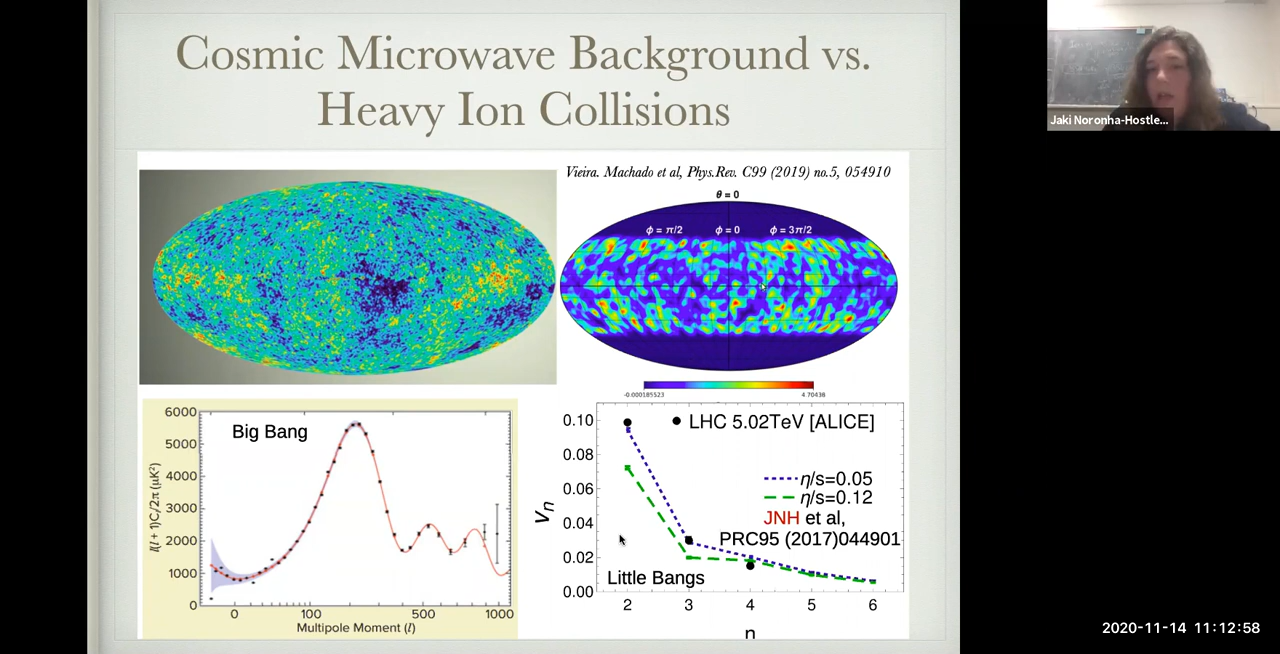 Cosmic Microwave Background vs.
Heavy Ion Collisions
Jaki Noronha-Hostle...
Vieira. Machado et al, Phys.Rev. C99 (2019) no.5, 054910
θ = 0
ϕ = π/2 ϕ = 0 ϕ = 3π/2
-0.000185523 4.70436
6000
5000
4000
3000
2000
1000
0
l(l + 1)C/2π (μK²)
Big Bang
0 100 500 1000
Multipole Moment (l)
0.10
0.08
0.06
0.04
0.02
0.00
vn
LHC 5.02TeV [ALICE]
η/s=0.05
η/s=0.12
JNH et al,
PRC95 (2017)044901
Little Bangs
2 3 4 5 6
n
2020-11-14 11:12:58